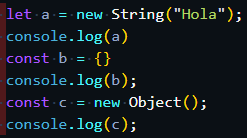 let a = new String("Hola");
console.log(a)
const b = {}
console.log(b);
const c = new Object();
console.log(c);